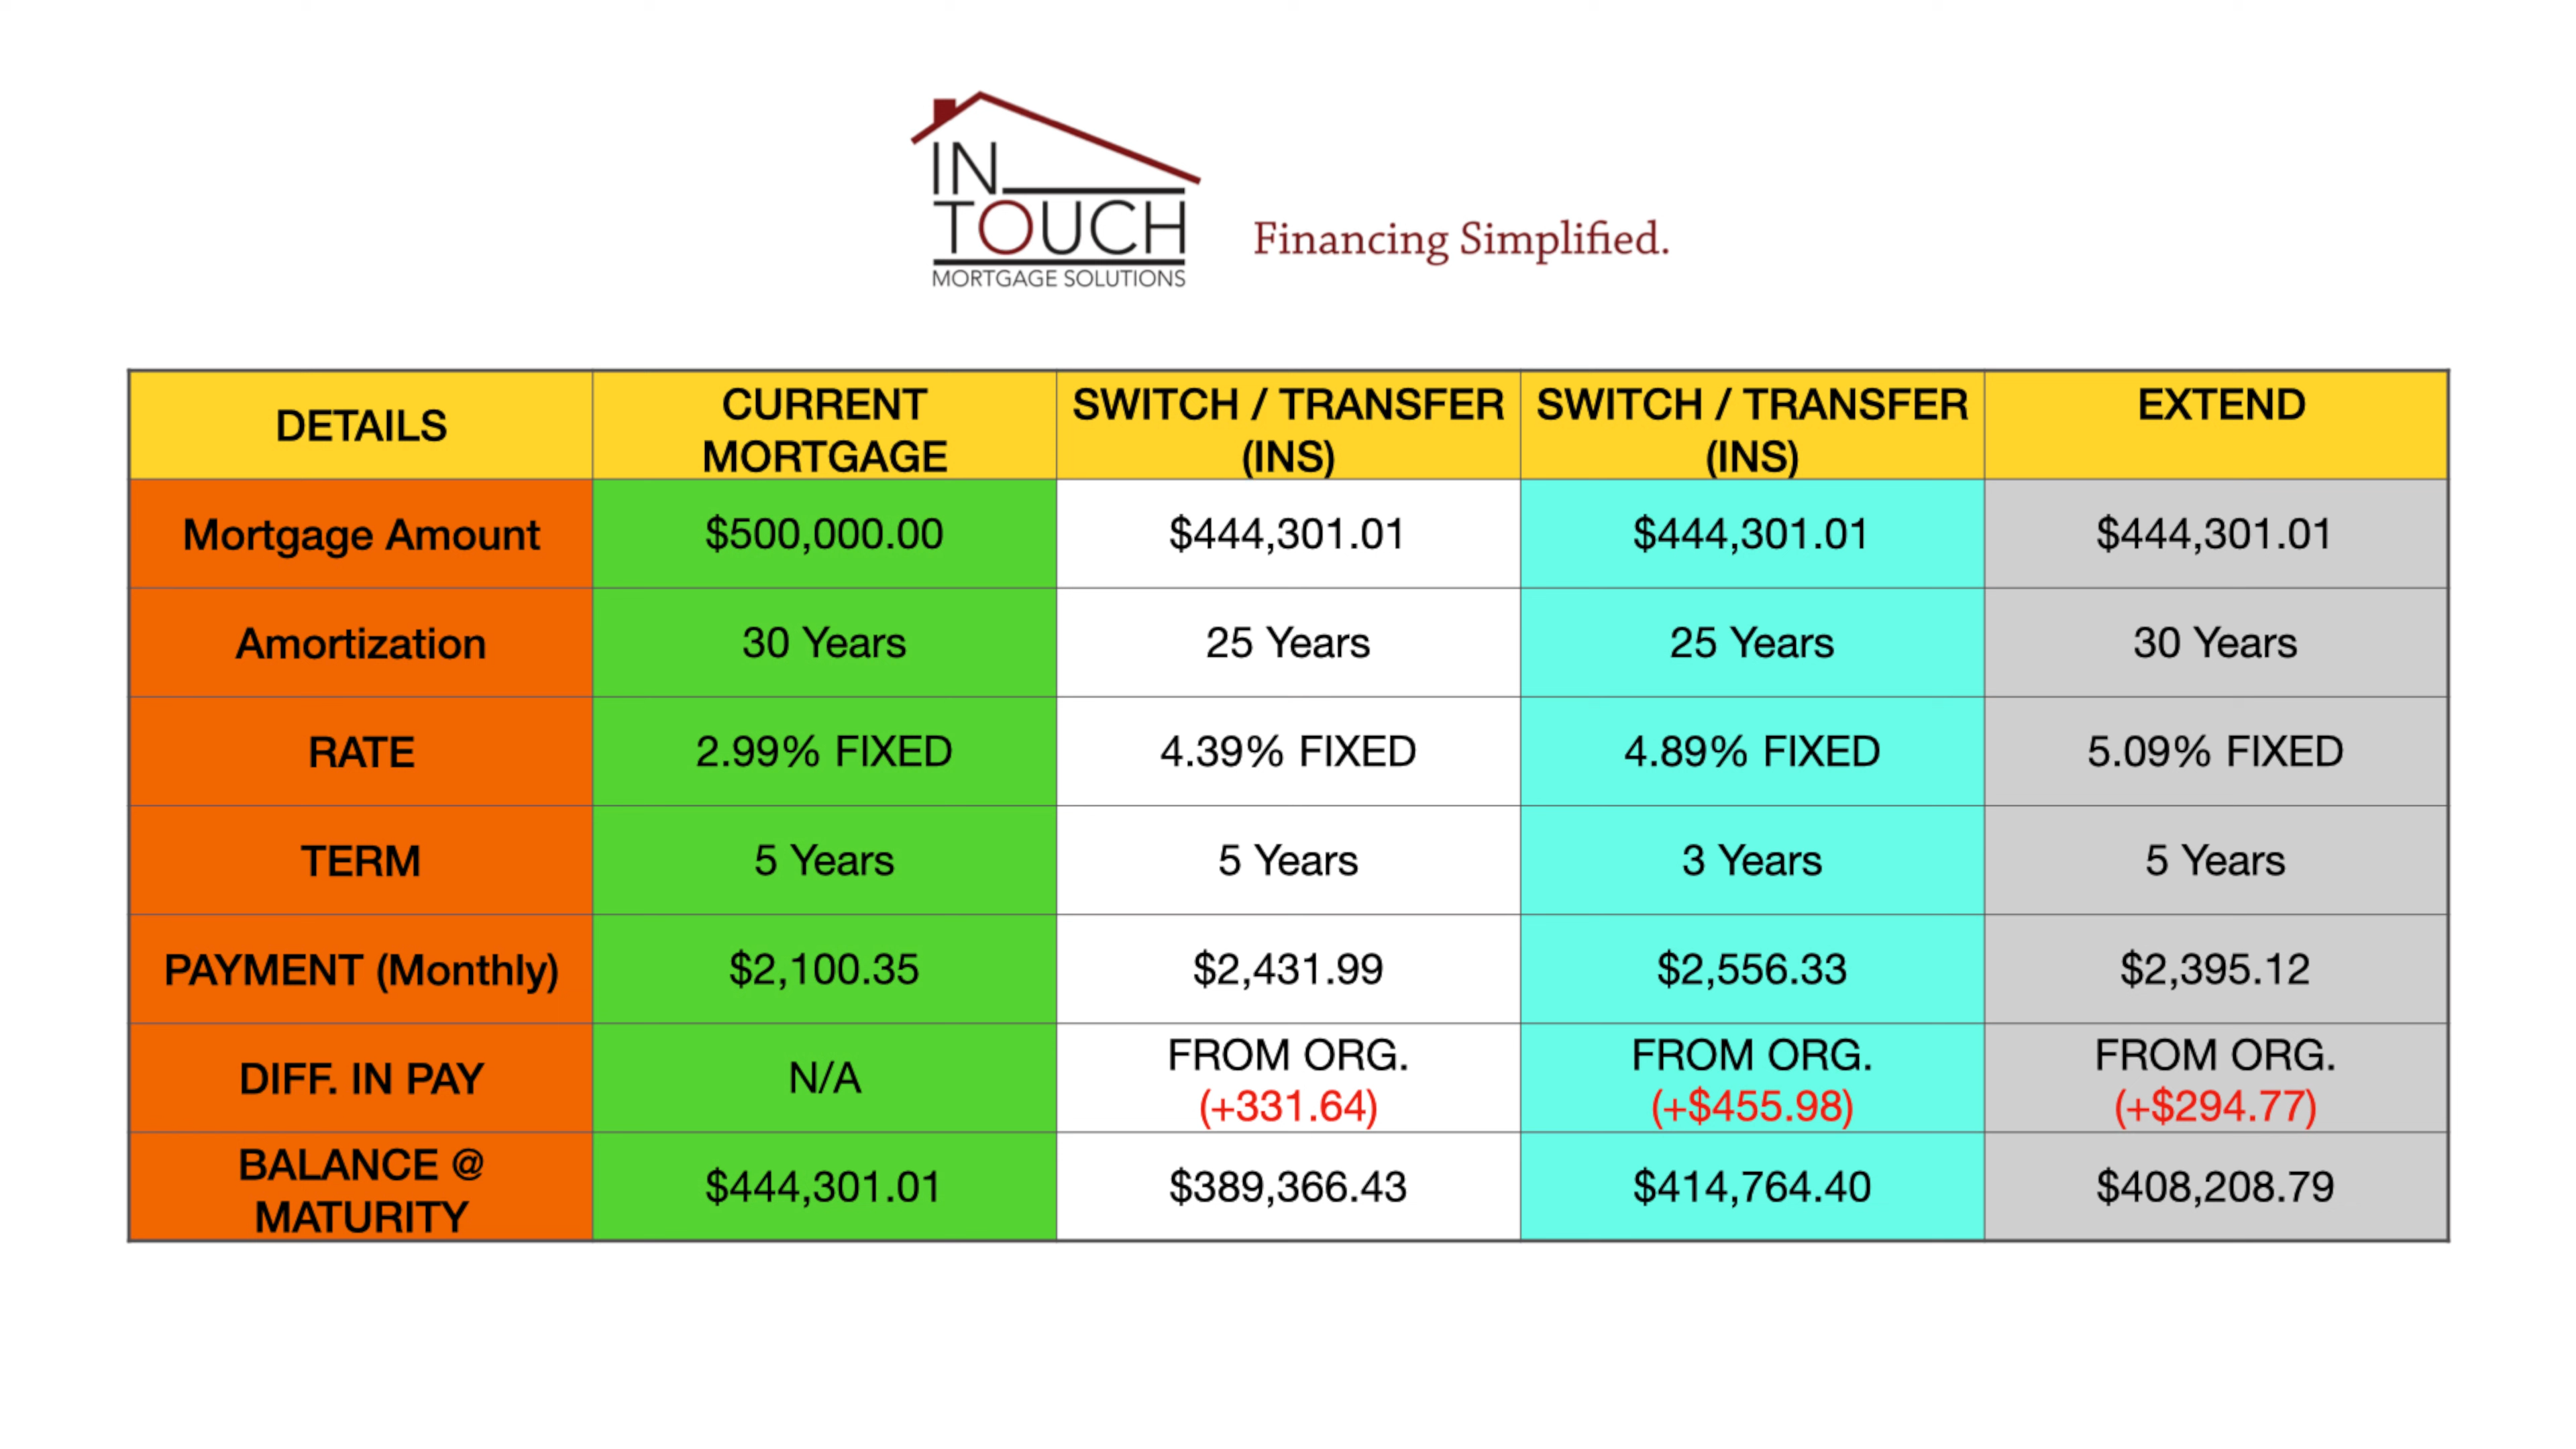 IN
TOUCH
MORTGAGE SOLUTIONS
Financing Simplified.
DETAILS
CURRENT
MORTGAGE
SWITCH / TRANSFER
(INS)
SWITCH / TRANSFER
(INS)
EXTEND
Mortgage Amount
$500,000.00
$444,301.01
$444,301.01
$444,301.01
Amortization
30 Years
25 Years
25 Years
30 Years
RATE
2.99% FIXED
4.39% FIXED
4.89% FIXED
5.09% FIXED
TERM
5 Years
5 Years
3 Years
5 Years
PAYMENT (Monthly)
$2,100.35
$2,431.99
$2,556.33
$2,395.12
DIFF. IN PAY
N/A
FROM ORG.
(+331.64)
FROM ORG.
(+$455.98)
FROM ORG.
(+$294.77)
BALANCE @
MATURITY
$444,301.01
$389,366.43
$414,764.40
$408,208.79